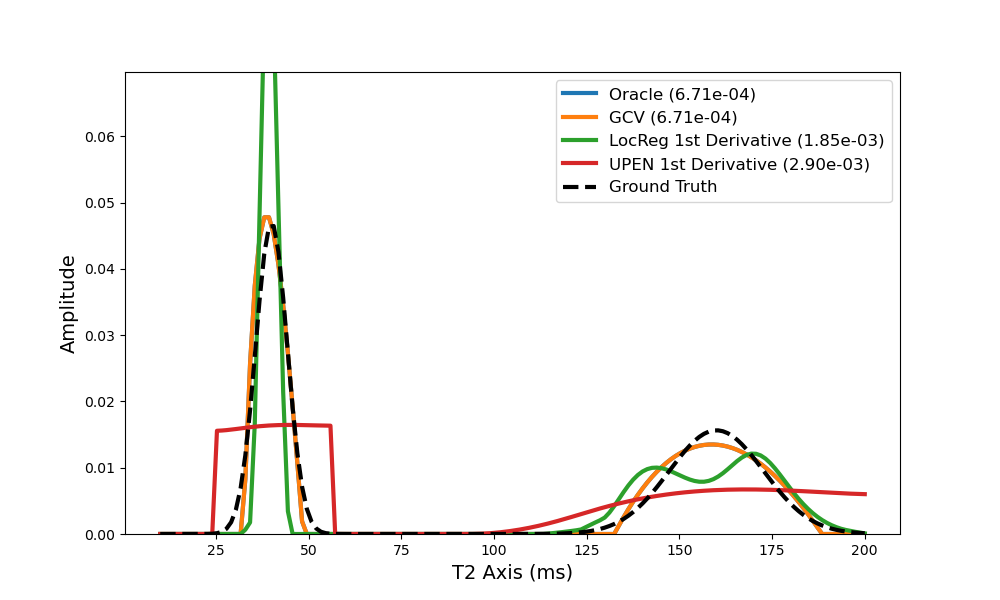 Oracle (6.71e-04)
GCV (6.71e-04)
LocReg 1st Derivative (1.85e-03)
UPEN 1st Derivative (2.90e-03)
Ground Truth
Amplitude
0.06
0.05
0.04
0.03
0.02
0.01
0.00
25 50 75 100 125 150 175 200
T2 Axis (ms)